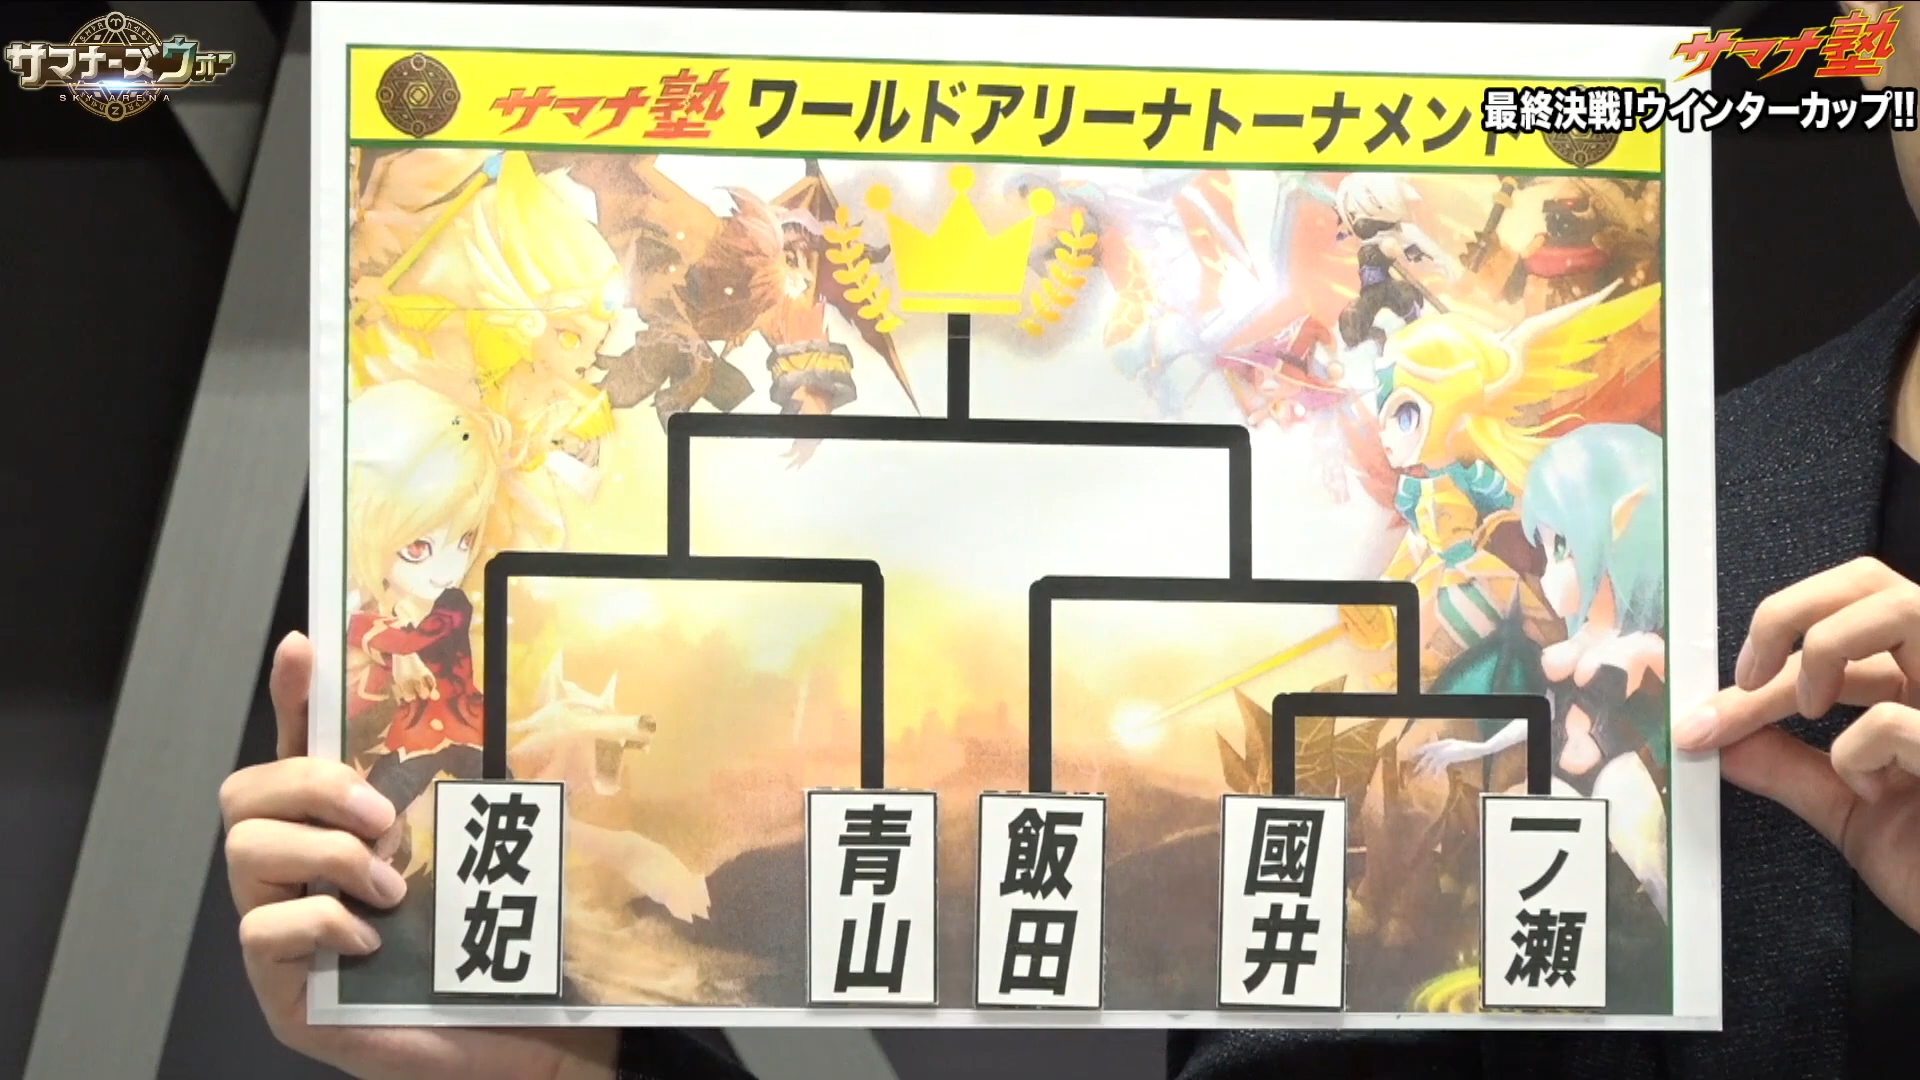 サマナーズウォー
SKY ARENA
サマナ塾
最終決戦!ウインターカップ!!
サマナ塾 ワールドアリーナトーナメント
波妃
青山
飯田
國井
一ノ瀬